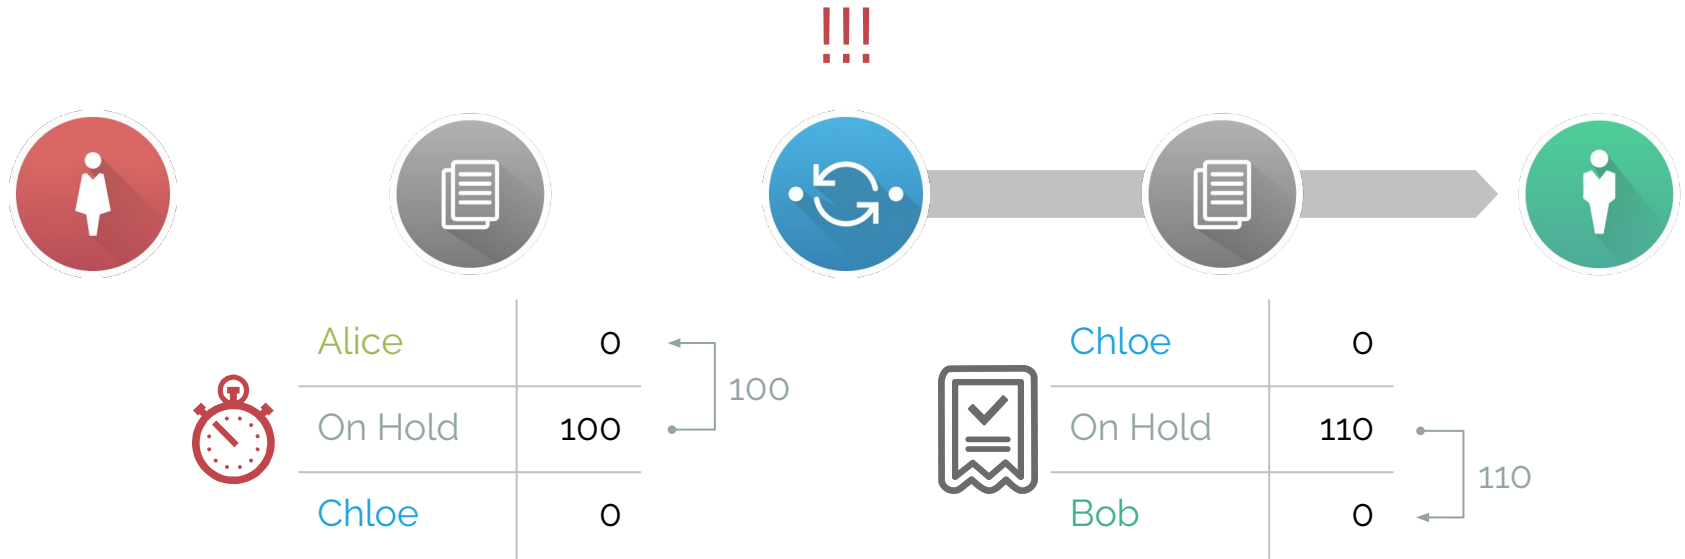 !!!
Alice 0
100
On Hold 100
Chloe 0
Chloe 0
On Hold 110
110
Bob 0